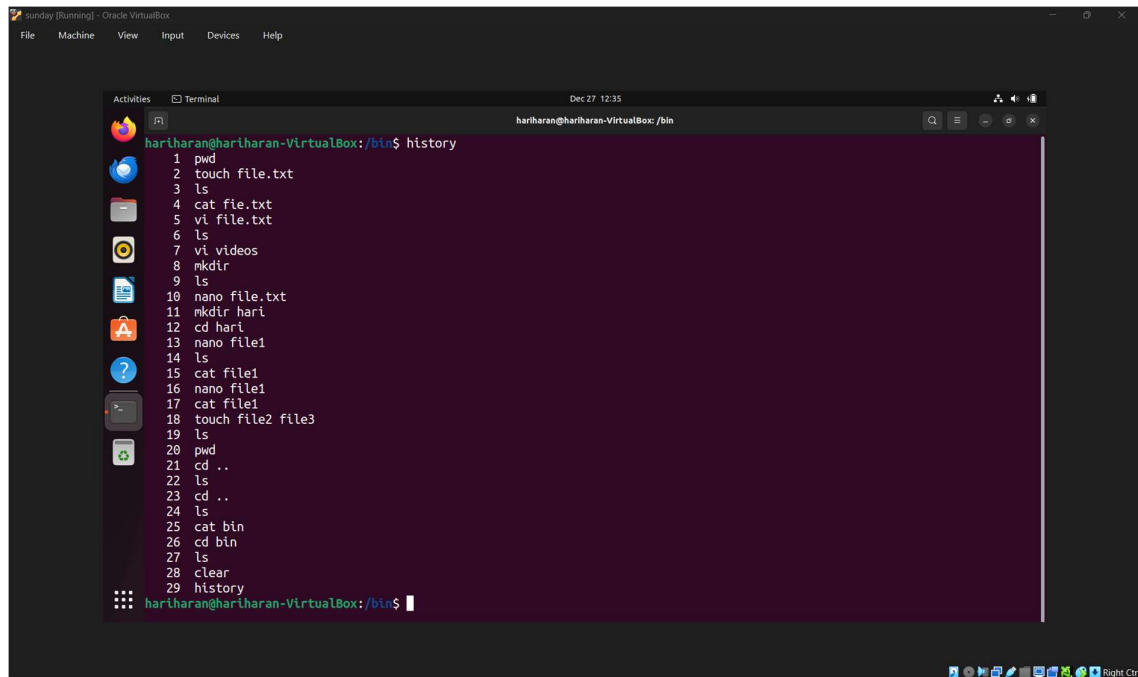 sunday [Running] - Oracle VirtualBox
File Machine View Input Devices Help
Activities Terminal Dec 27 12:35
hariharan@hariharan-VirtualBox: /bin
hariharan@hariharan-VirtualBox:/bin$ history
1 pwd
2 touch file.txt
3 ls
4 cat fie.txt
5 vi file.txt
6 ls
7 vi videos
8 mkdir
9 ls
10 nano file.txt
11 mkdir hari
12 cd hari
13 nano file1
14 ls
15 cat file1
16 nano file1
17 cat file1
18 touch file2 file3
19 ls
20 pwd
21 cd ..
22 ls
23 cd ..
24 ls
25 cat bin
26 cd bin
27 ls
28 clear
29 history
hariharan@hariharan-VirtualBox:/bin$
Right Ctr